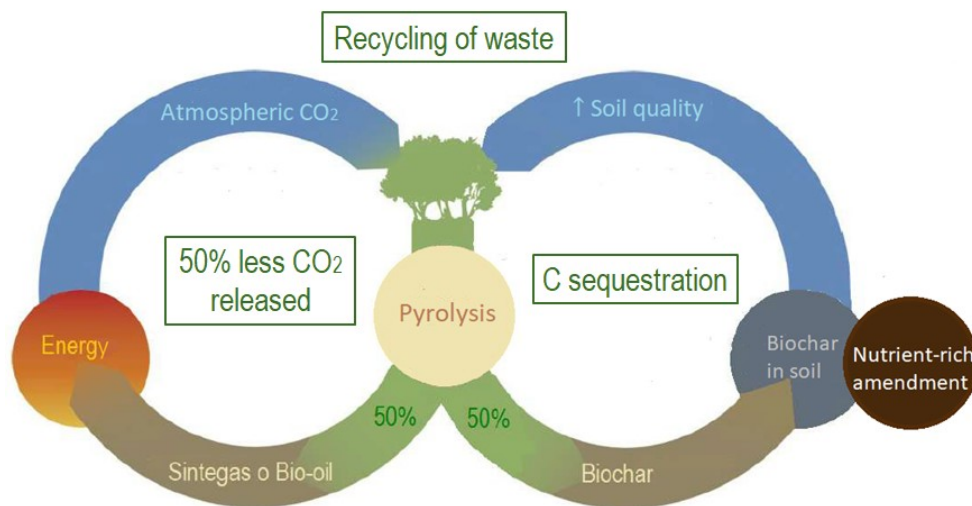 Recycling of waste
Atmospheric CO₂
↑ Soil quality
50% less CO₂
released
C sequestration
Pyrolysis
Energy
Biochar
in soil
Nutrient-rich
amendment
50%
50%
Sintegas o Bio-oil
Biochar